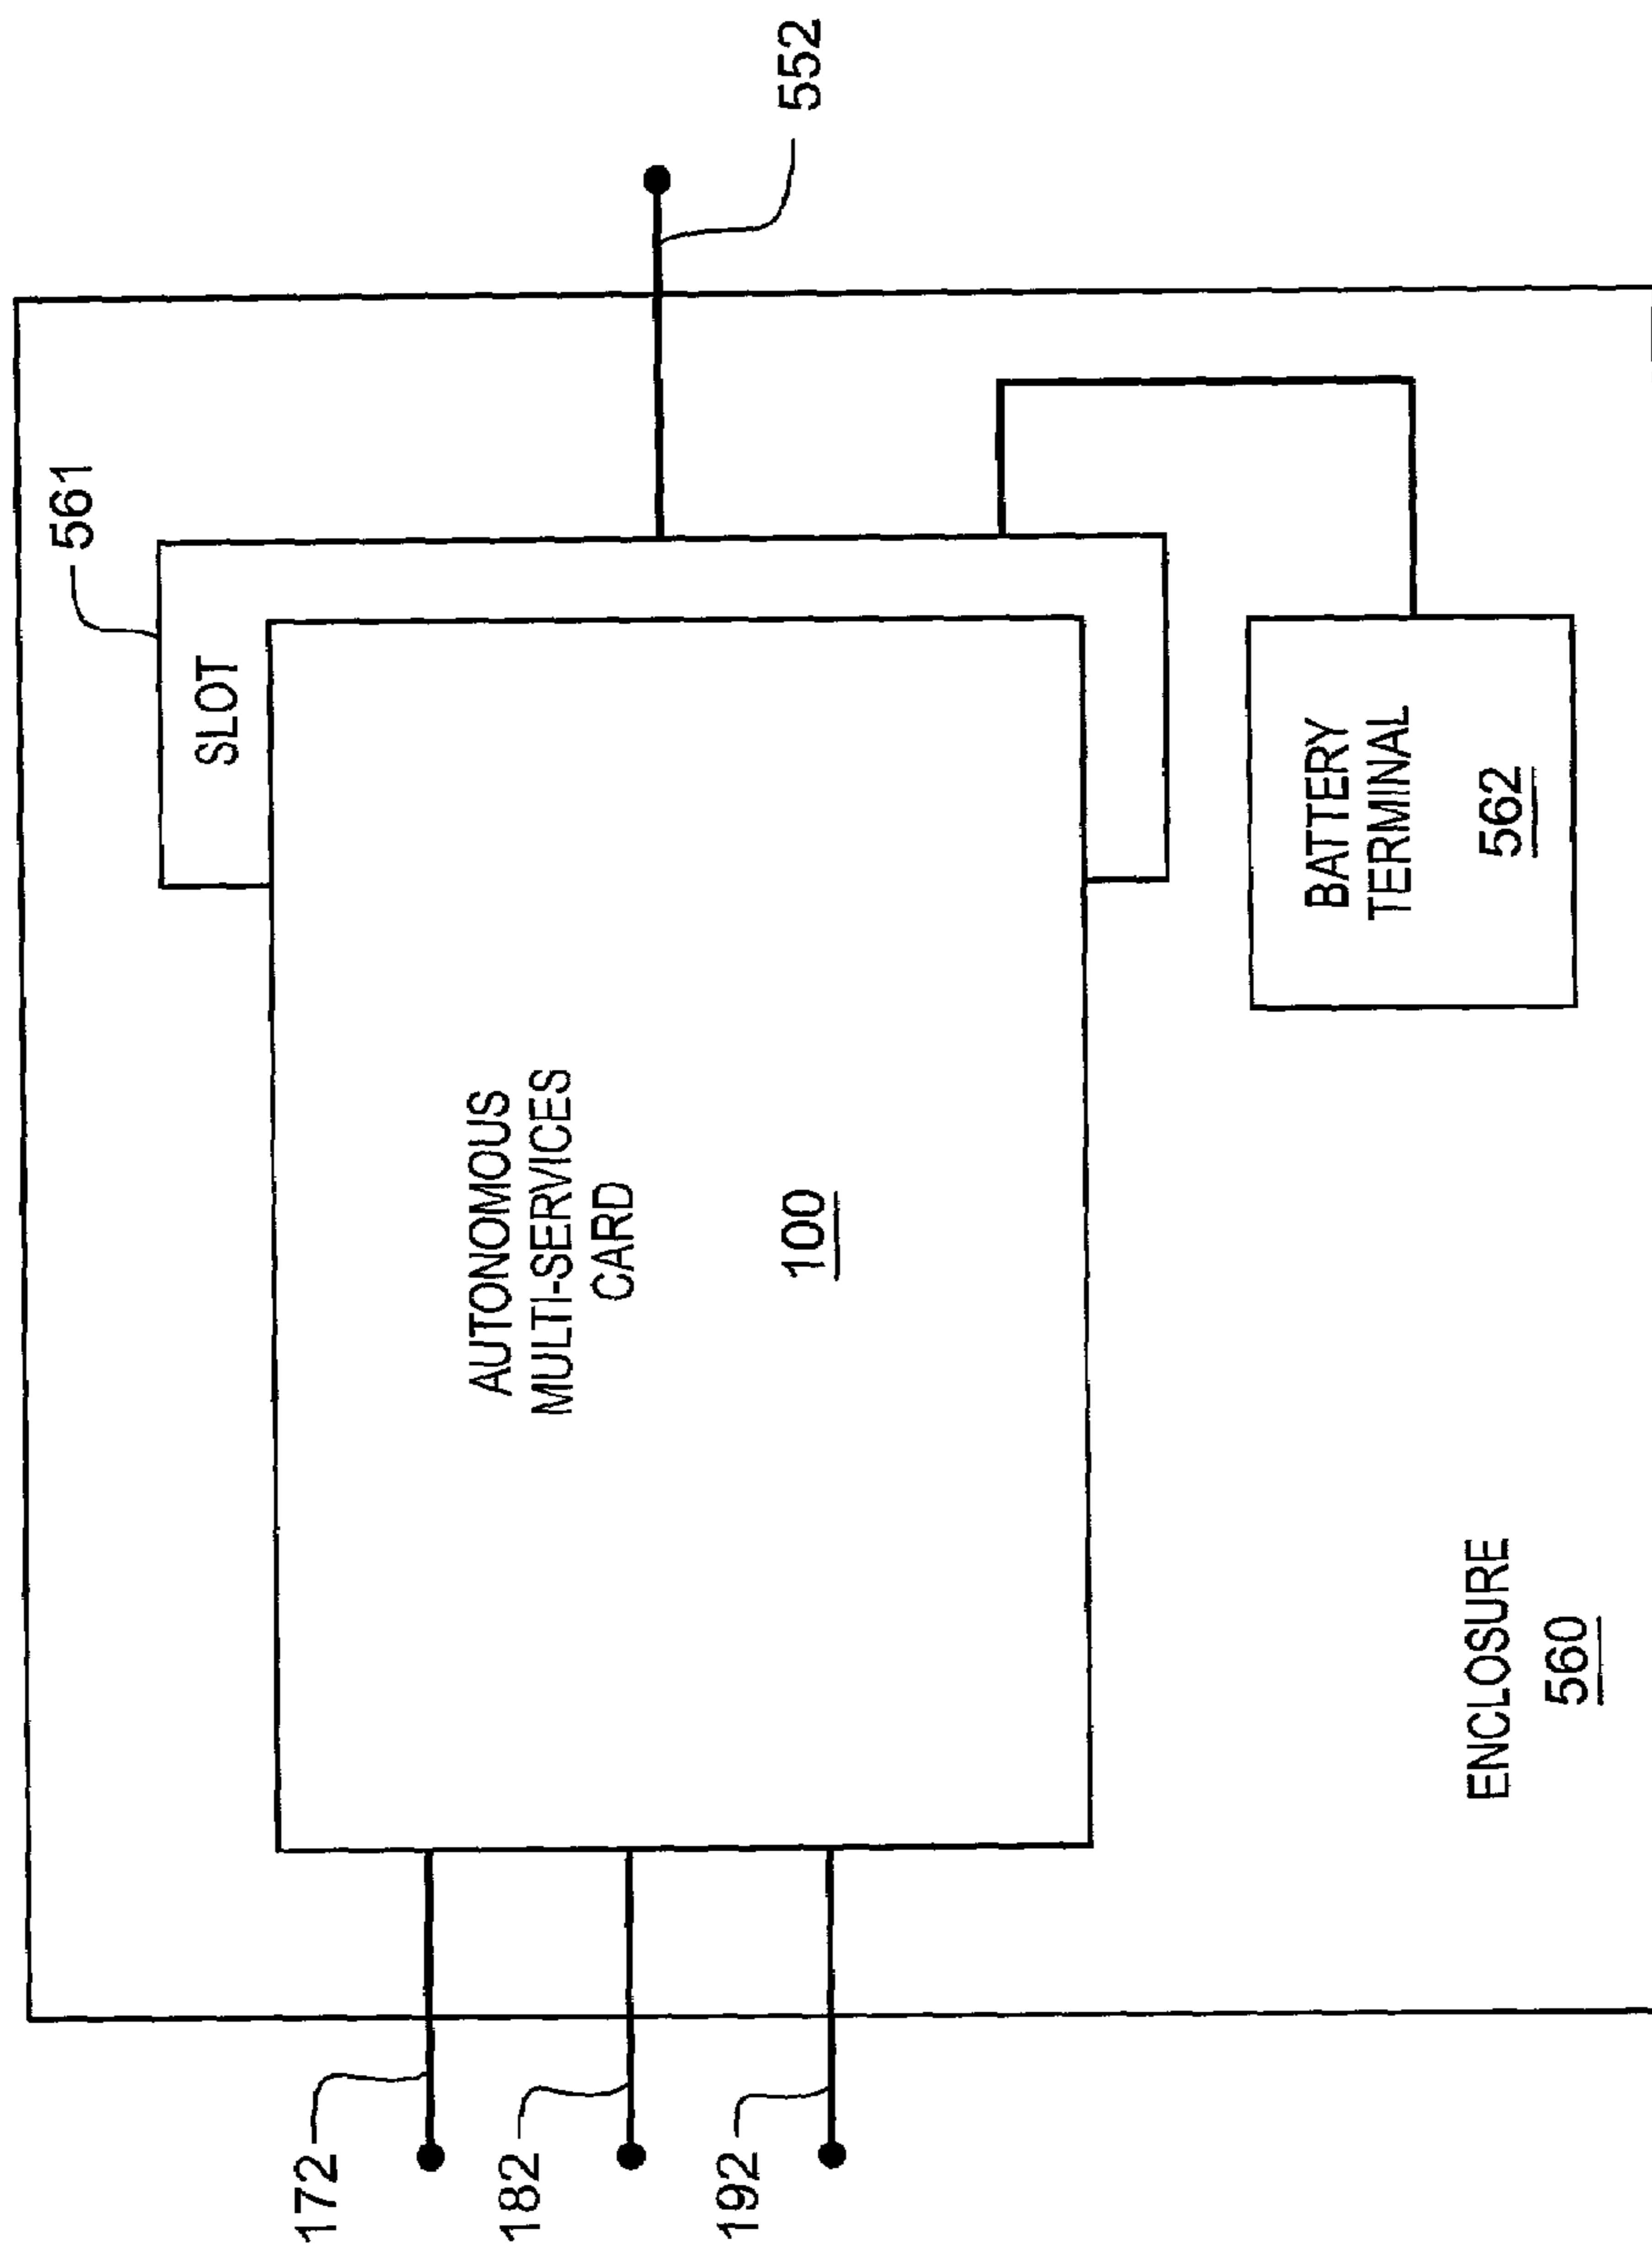 561
SLOT
552
AUTONOMOUS
MULTI-SERVICES
CARD
100
172
182
192
BATTERY
TERMINAL
562
ENCLOSURE
560